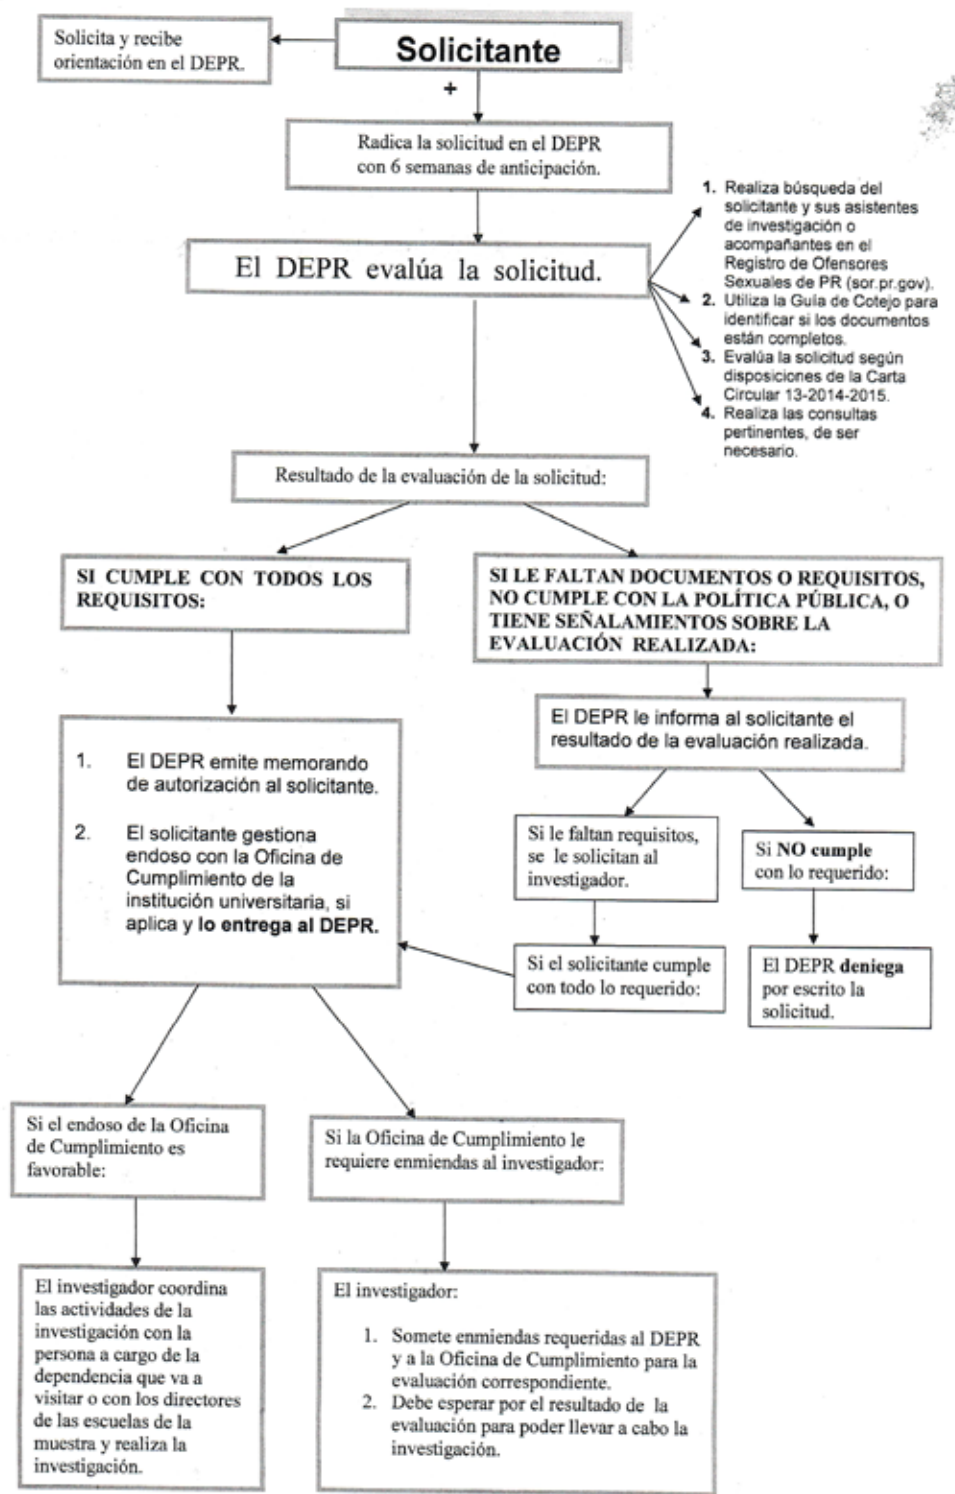 Solicita y recibe
orientación en el DEPR.
Solicitante
+
Radica la solicitud en el DEPR
con 6 semanas de anticipación.
El DEPR evalúa la solicitud.
1. Realiza búsqueda del
solicitante y sus asistentes
de investigación o
acompañantes en el
Registro de Ofensores
Sexuales de PR (sor.pr.gov).
2. Utiliza la Guía de Cotejo para
identificar si los documentos
están completos.
3. Evalúa la solicitud según
disposiciones de la Carta
Circular 13-2014-2015.
4. Realiza las consultas
pertinentes, de ser
necesario.
Resultado de la evaluación de la solicitud:
SI CUMPLE CON TODOS LOS
REQUISITOS:
SI LE FALTAN DOCUMENTOS O REQUISITOS,
NO CUMPLE CON LA POLÍTICA PÚBLICA, O
TIENE SEÑALAMIENTOS SOBRE LA
EVALUACIÓN REALIZADA:
El DEPR le informa al solicitante el
resultado de la evaluación realizada.
1. El DEPR emite memorando
de autorización al solicitante.
2. El solicitante gestiona
endoso con la Oficina de
Cumplimiento de la
institución universitaria, si
aplica y lo entrega al DEPR.
Si le faltan requisitos,
se le solicitan al
investigador.
Si NO cumple
con lo requerido:
Si el solicitante cumple
con todo lo requerido:
El DEPR deniega
por escrito la
solicitud.
Si el endoso de la Oficina
de Cumplimiento es
favorable:
Si la Oficina de Cumplimiento le
requiere enmiendas al investigador:
El investigador coordina
las actividades de la
investigación con la
persona a cargo de la
dependencia que va a
visitar o con los directores
de las escuelas de la
muestra y realiza la
investigación.
El investigador:
1. Somete enmiendas requeridas al DEPR
y a la Oficina de Cumplimiento para la
evaluación correspondiente.
2. Debe esperar por el resultado de la
evaluación para poder llevar a cabo la
investigación.